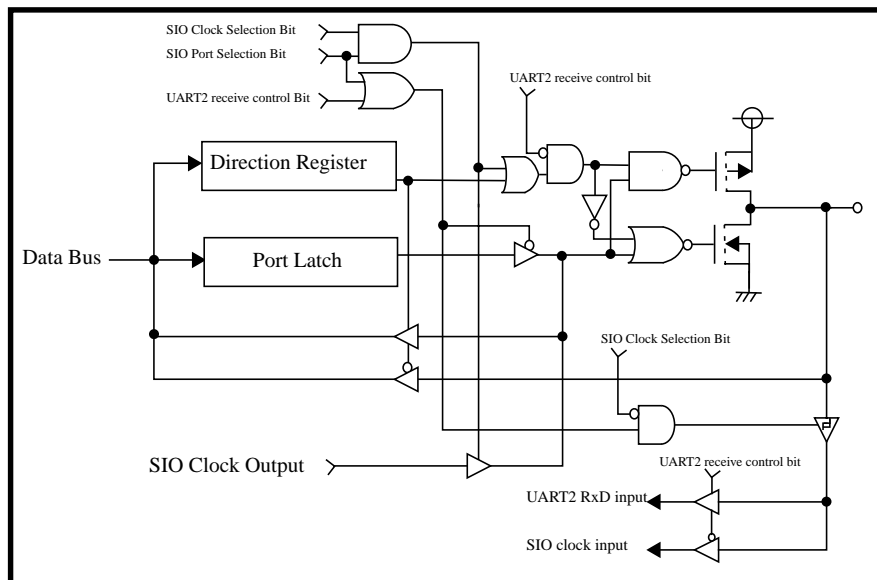 SIO Clock Selection Bit
SIO Port Selection Bit
UART2 receive control bit
UART2 receive control Bit
Direction Register
Data Bus
Port Latch
SIO Clock Selection Bit
SIO Clock Output
UART2 receive control bit
UART2 RxD input
SIO clock input